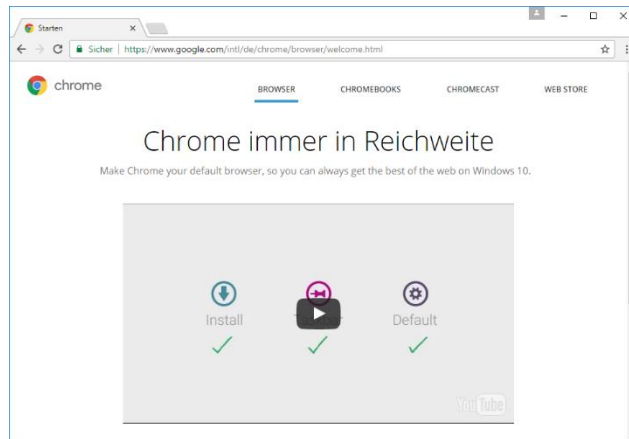 Starten
Sicher | https://www.google.com/intl/de/chrome/browser/welcome.html
chrome
BROWSER CHROMEBOOKS CHROMECAST WEB STORE
Chrome immer in Reichweite
Make Chrome your default browser, so you can always get the best of the web on Windows 10.
Install Default
YouTube